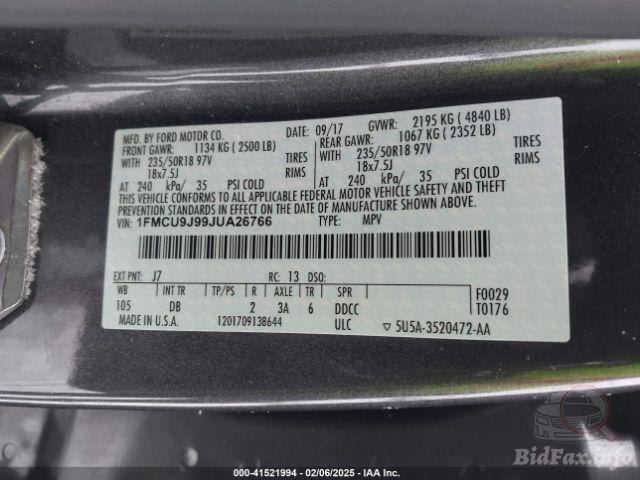 MFD. BY FORD MOTOR CO.
DATE: 09/17 GVWR: 2195 KG ( 4840 LB)
FRONT GAWR: 1134 KG ( 2500 LB)
REAR GAWR: 1067 KG ( 2352 LB)
WITH 235/50R18 97V TIRES
WITH 235/50R18 97V TIRES
18x7.5J RIMS
18x7.5J RIMS
AT 240 kPa/ 35 PSI COLD
AT 240 kPa/ 35 PSI COLD
THIS VEHICLE CONFORMS TO ALL APPLICABLE FEDERAL MOTOR VEHICLE SAFETY AND THEFT
PREVENTION STANDARDS IN EFFECT ON THE DATE OF MANUFACTURE SHOWN ABOVE.
VIN: 1FMCU9J99JUA26766 TYPE: MPV
EXT PNT: J7 RC: 13 DSO:
WB INT TR TP/PS R AXLE TR SPR
F0029
105 DB 2 3A 6 DDCC
T0176
MADE IN U.S.A. 1201709138644 ULC ▽ 5U5A-3520472-AA
BidFax.info
000-41521994 - 02/06/2025 - IAA Inc.